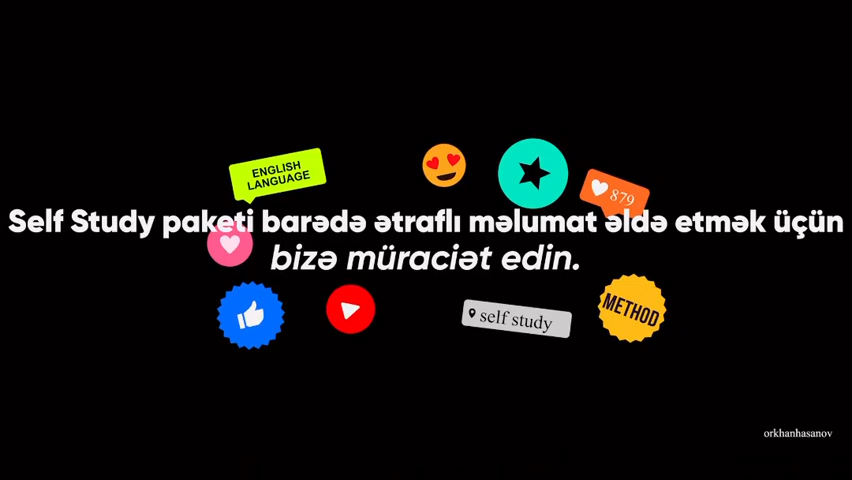 ENGLISH
LANGUAGE
879
Self Study paketi barədə ətraflı məlumat əldə etmək üçün
bizə müraciət edin.
self study
METHOD
orkhanhasanov